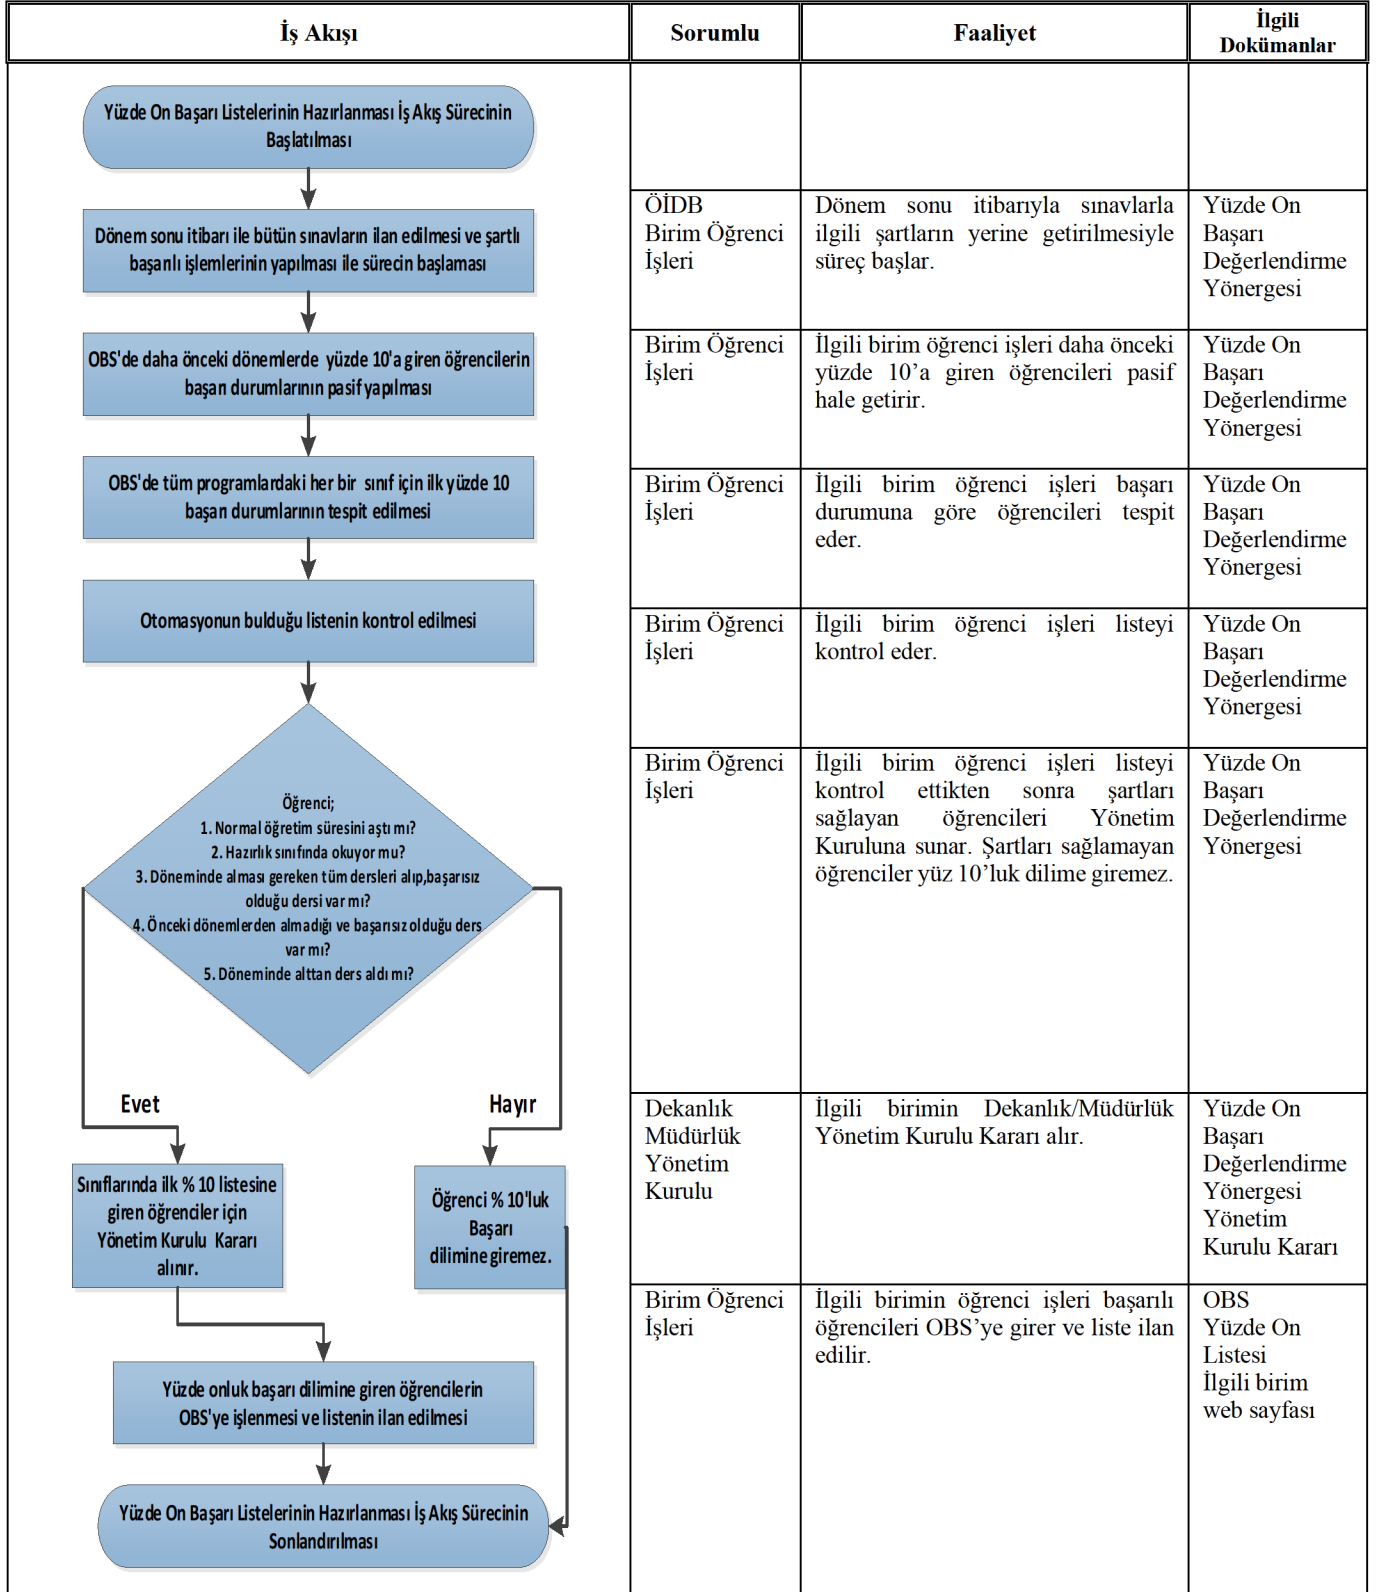 İş Akışı
Sorumlu
Faaliyet
İlgili
Dokümanlar
Yüzde On Başarı Listelerinin Hazırlanması İş Akış Sürecinin
Başlatılması
Dönem sonu itibarı ile bütün sınavların ilan edilmesi ve şartlı
başarılı işlemlerinin yapılması ile sürecin başlaması
ÖİDB
Birim Öğrenci
İşleri
Dönem sonu itibarıyla sınavlarla
ilgili şartların yerine getirilmesiyle
süreç başlar.
Yüzde On
Başarı
Değerlendirme
Yönergesi
OBS'de daha önceki dönemlerde yüzde 10'a giren öğrencilerin
başarı durumlarının pasif yapılması
Birim Öğrenci
İşleri
İlgili birim öğrenci işleri daha önceki
yüzde 10’a giren öğrencileri pasif
hale getirir.
Yüzde On
Başarı
Değerlendirme
Yönergesi
OBS'de tüm programlardaki her bir sınıf için ilk yüzde 10
başarı durumlarının tespit edilmesi
Birim Öğrenci
İşleri
İlgili birim öğrenci işleri başarı
durumuna göre öğrencileri tespit
eder.
Yüzde On
Başarı
Değerlendirme
Yönergesi
Otomasyonun bulduğu listenin kontrol edilmesi
Birim Öğrenci
İşleri
İlgili birim öğrenci işleri listeyi
kontrol eder.
Yüzde On
Başarı
Değerlendirme
Yönergesi
Öğrenci;
1. Normal öğretim süresini aştı mı?
2. Hazırlık sınıfında okuyor mu?
3. Döneminde alması gereken tüm dersleri alıp,başarısız
olduğu dersi var mı?
4. Önceki dönemlerden almadığı ve başarısız olduğu ders
var mı?
5. Döneminde alttan ders aldı mı?
Birim Öğrenci
İşleri
İlgili birim öğrenci işleri listeyi
kontrol ettikten sonra şartları
sağlayan öğrencileri Yönetim
Kuruluna sunar. Şartları sağlamayan
öğrenciler yüz 10’luk dilime giremez.
Yüzde On
Başarı
Değerlendirme
Yönergesi
Evet
Hayır
Sınıflarında ilk % 10 listesine
giren öğrenciler için
Yönetim Kurulu Kararı
alınır.
Öğrenci % 10'luk
Başarı
dilimine giremez.
Dekanlık
Müdürlük
Yönetim
Kurulu
İlgili birimin Dekanlık/Müdürlük
Yönetim Kurulu Kararı alır.
Yüzde On
Başarı
Değerlendirme
Yönergesi
Yönetim
Kurulu Kararı
Yüzde onluk başarı dilimine giren öğrencilerin
OBS'ye işlenmesi ve listenin ilan edilmesi
Birim Öğrenci
İşleri
İlgili birimin öğrenci işleri başarılı
öğrencileri OBS’ye girer ve liste ilan
edilir.
OBS
Yüzde On
Listesi
İlgili birim
web sayfası
Yüzde On Başarı Listelerinin Hazırlanması İş Akış Sürecinin
Sonlandırılması